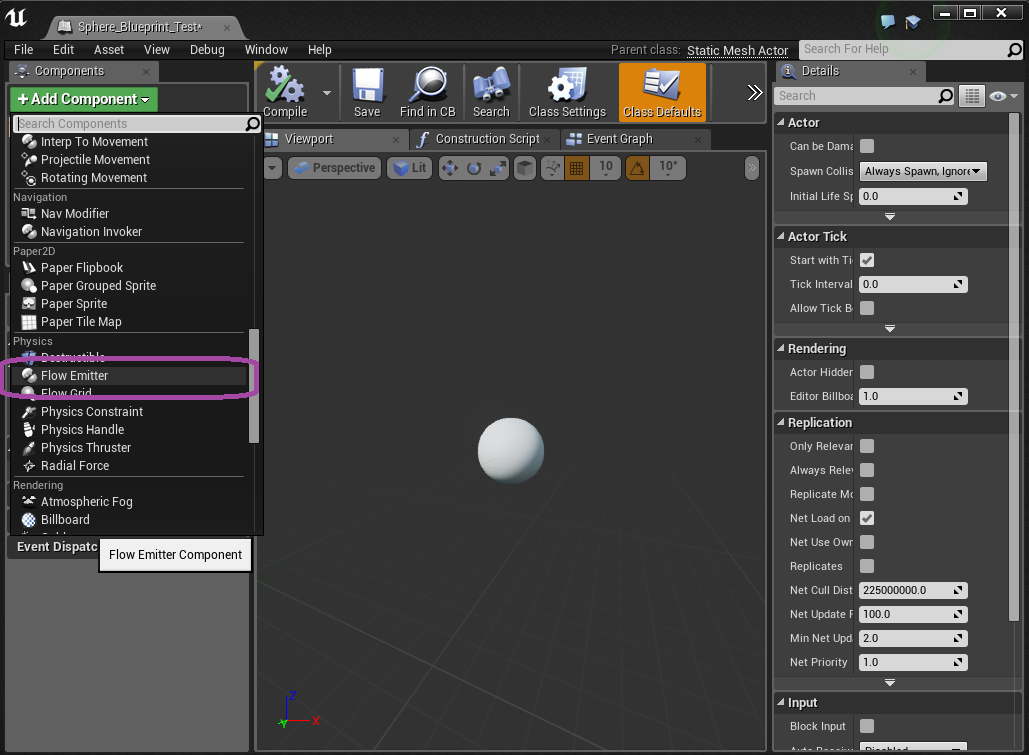 Sphere_Blueprint_Test*
File Edit Asset View Debug Window Help
Parent class: Static Mesh Actor
Search For Help
Components
Add Component
Search Components
Interp To Movement
Projectile Movement
Rotating Movement
Navigation
Nav Modifier
Navigation Invoker
Paper2D
Paper Flipbook
Paper Grouped Sprite
Paper Sprite
Paper Tile Map
Physics
Destructible
Flow Emitter
Flow Grid
Physics Constraint
Physics Handle
Physics Thruster
Radial Force
Rendering
Atmospheric Fog
Billboard
Event Dispatc
Flow Emitter Component
Compile Save Find in CB Search Class Settings Class Defaults
Viewport Construction Script Event Graph
Perspective Lit 10 10°
Z
X
Y
Details
Search
Actor
Can be Dama
Spawn Collis Always Spawn, Ignore
Initial Life Sp 0.0
Actor Tick
Start with Tic
Tick Interval 0.0
Allow Tick B
Rendering
Actor Hidden
Editor Billboa 1.0
Replication
Only Relevan
Always Relev
Replicate Mo
Net Load on
Net Use Own
Replicates
Net Cull Dist 225000000.0
Net Update F 100.0
Min Net Upda 2.0
Net Priority 1.0
Input
Block Input
Auto Receive Disabled